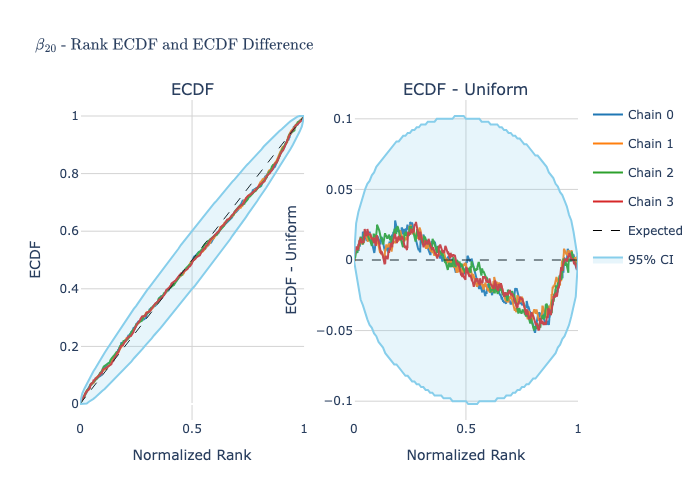 β20 - Rank ECDF and ECDF Difference
ECDF
ECDF - Uniform
1
0.8
0.6
0.4
0.2
0
0
0.5
1
Normalized Rank
ECDF
0.1
0.05
0
−0.05
−0.1
0
0.5
1
Normalized Rank
ECDF - Uniform
Chain 0
Chain 1
Chain 2
Chain 3
Expected
95% CI